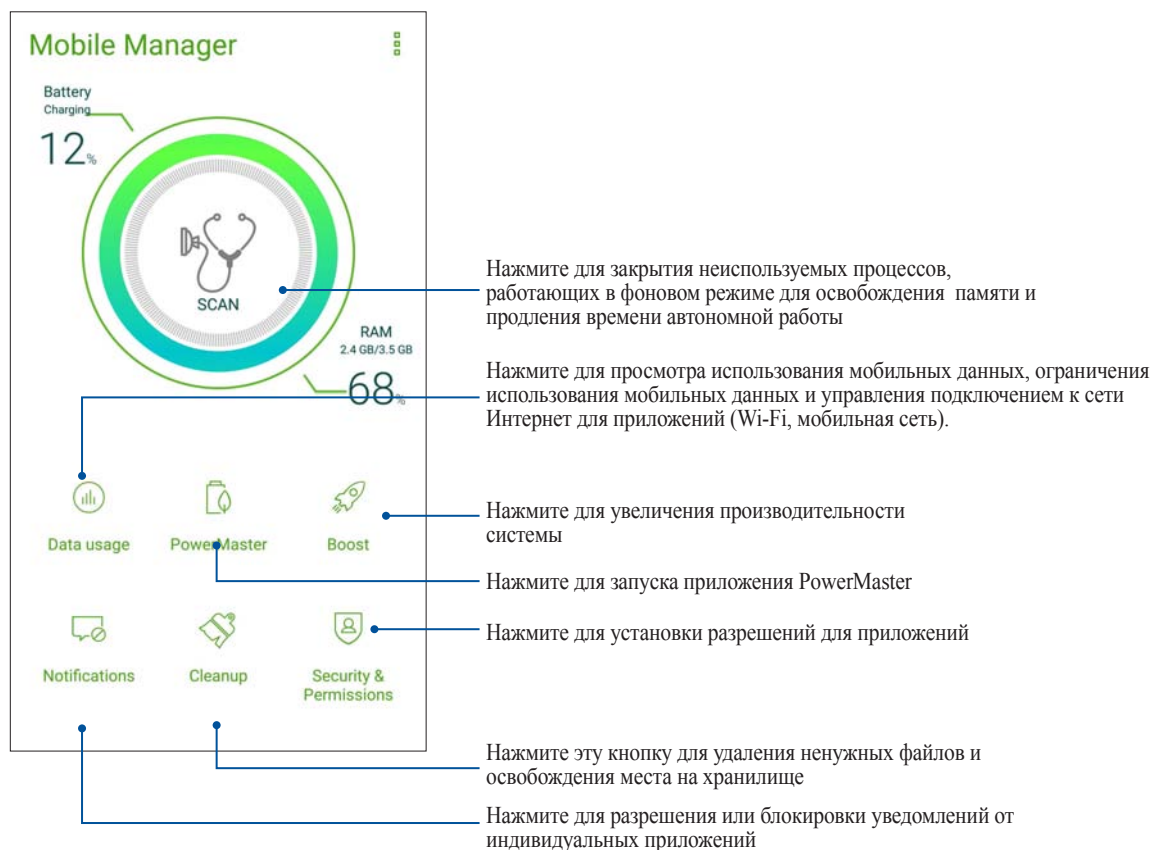 Mobile Manager
Battery
Charging
12%
SCAN
RAM
2.4 GB/3.5 GB
68%
Data usage
PowerMaster
Boost
Notifications
Cleanup
Security &
Permissions
Нажмите для закрытия неиспользуемых процессов,
работающих в фоновом режиме для освобождения памяти и
продления времени автономной работы
Нажмите для просмотра использования мобильных данных, ограничения
использования мобильных данных и управления подключением к сети
Интернет для приложений (Wi-Fi, мобильная сеть).
Нажмите для увеличения производительности
системы
Нажмите для запуска приложения PowerMaster
Нажмите для установки разрешений для приложений
Нажмите эту кнопку для удаления ненужных файлов и
освобождения места на хранилище
Нажмите для разрешения или блокировки уведомлений от
индивидуальных приложений